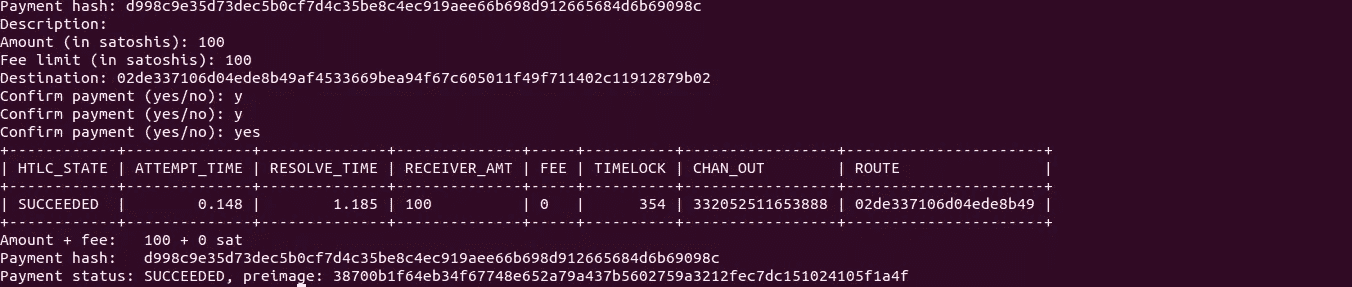 Payment hash: d998c9e35d73dec5b0cf7d4c35be8c4ec919aee66b698d912665684d6b69098c
Description:
Amount (in satoshis): 100
Fee limit (in satoshis): 100
Destination: 02de337106d04ede8b49af4533669bea94f67c605011f49f711402c11912879b02
Confirm payment (yes/no): y
Confirm payment (yes/no): y
Confirm payment (yes/no): yes
+------------+--------------+--------------+--------------+-----+----------+-----------------+----------------------+
| HTLC_STATE | ATTEMPT_TIME | RESOLVE_TIME | RECEIVER_AMT | FEE | TIMELOCK | CHAN_OUT        | ROUTE                |
+------------+--------------+--------------+--------------+-----+----------+-----------------+----------------------+
| SUCCEEDED  |        0.148 |        1.185 | 100          | 0   |      354 | 332052511653888 | 02de337106d04ede8b49 |
+------------+--------------+--------------+--------------+-----+----------+-----------------+----------------------+
Amount + fee:   100 + 0 sat
Payment hash:   d998c9e35d73dec5b0cf7d4c35be8c4ec919aee66b698d912665684d6b69098c
Payment status: SUCCEEDED, preimage: 38700b1f64eb34f67748e652a79a437b5602759a3212fec7dc151024105f1a4f